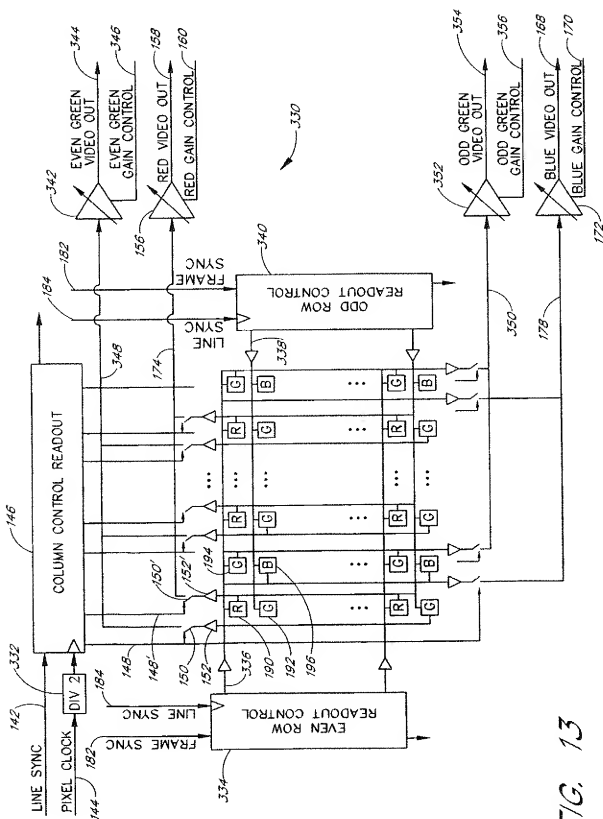 344
EVEN GREEN
VIDEO OUT
346
EVEN GREEN
GAIN CONTROL
158
RED VIDEO OUT
160
RED GAIN CONTROL
342
156
330
354
ODD GREEN
VIDEO OUT
356
ODD GREEN
GAIN CONTROL
168
BLUE VIDEO OUT
170
BLUE GAIN CONTROL
352
172
182
184
FRAME
SYNC
LINE
SYNC
340
ODD ROW
READOUT CONTROL
348
174
338
350
178
146
COLUMN CONTROL READOUT
G
B
...
G
B
R
G
...
R
G
...
...
...
R
G
...
R
G
194
G
B
...
G
B
R
G
...
R
G
150'
152'
148'
148
150
152
190
192
196
336
332
DIV 2
142
LINE SYNC
PIXEL CLOCK
144
184
LINE SYNC
182
FRAME SYNC
EVEN ROW
READOUT CONTROL
334
FIG. 13